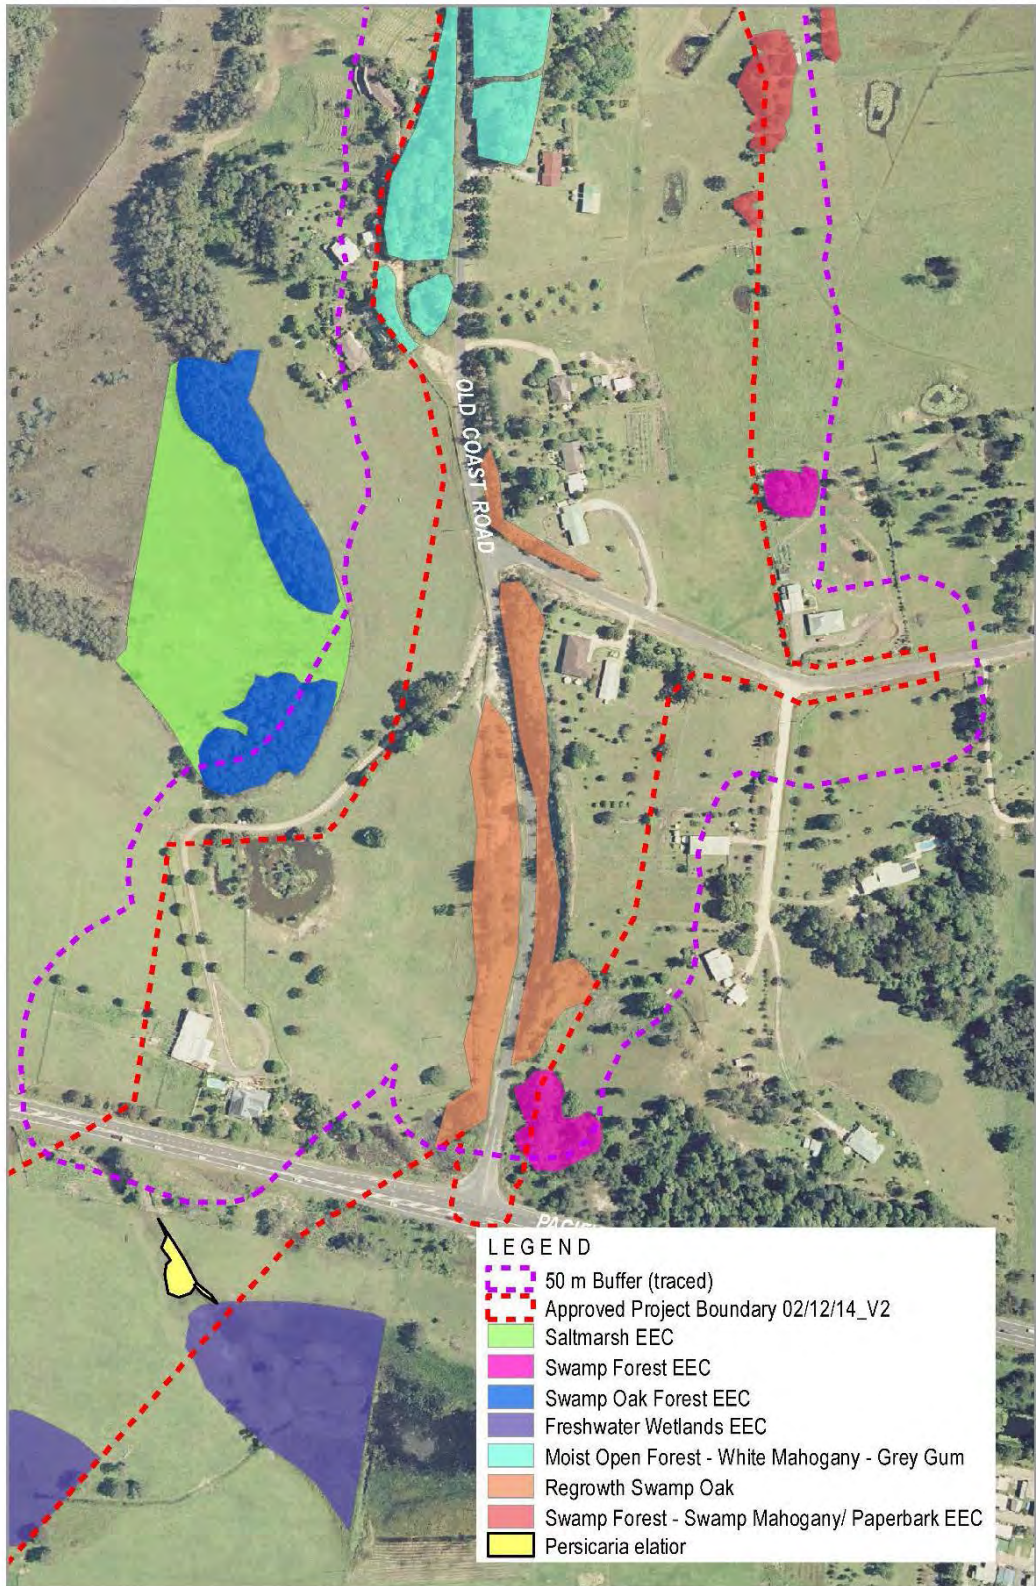 OLD COAST ROAD
LEGEND
50 m Buffer (traced)
Approved Project Boundary 02/12/14_V2
Saltmarsh EEC
Swamp Forest EEC
Swamp Oak Forest EEC
Freshwater Wetlands EEC
Moist Open Forest - White Mahogany - Grey Gum
Regrowth Swamp Oak
Swamp Forest - Swamp Mahogany/ Paperbark EEC
Persicaria elatior